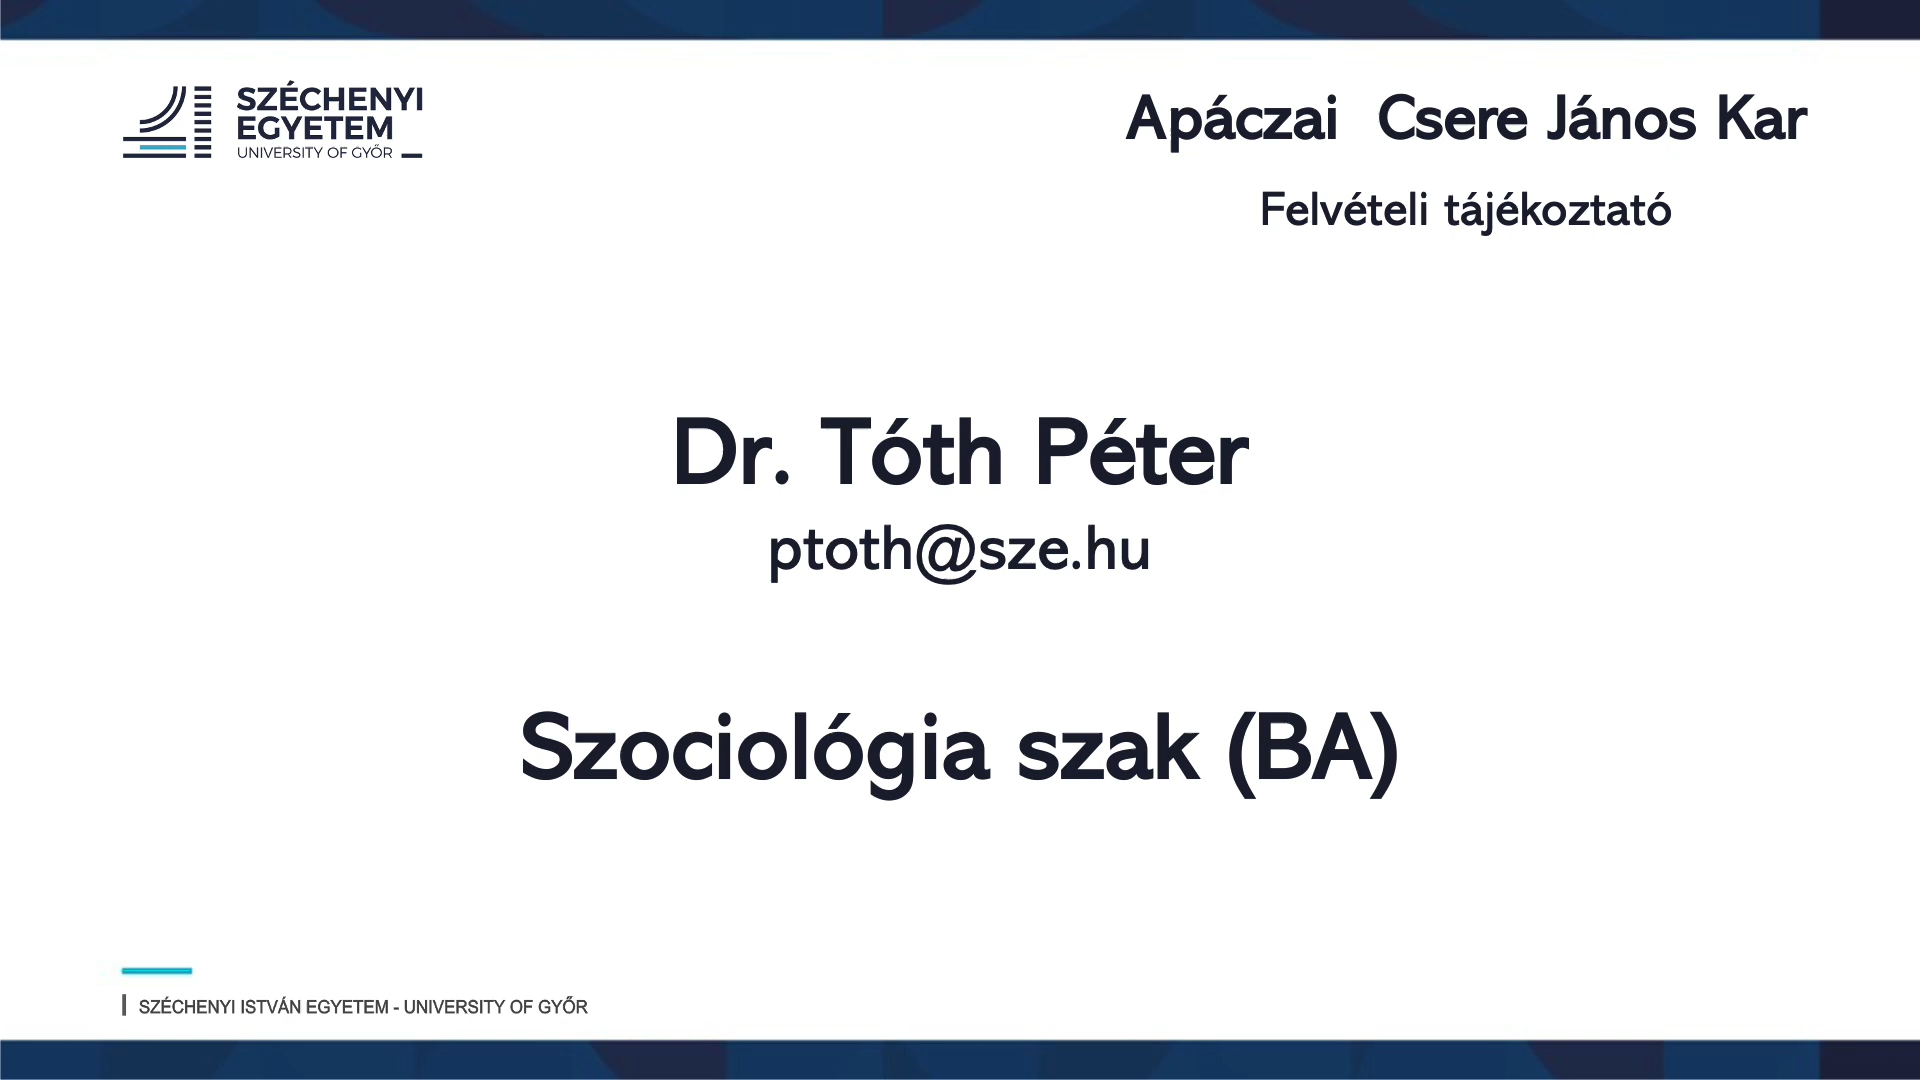 SZÉCHENYI
EGYETEM
UNIVERSITY OF GYŐR
Apáczai Csere János Kar
Felvételi tájékoztató
Dr. Tóth Péter
ptoth@sze.hu
Szociológia szak (BA)
SZÉCHENYI ISTVÁN EGYETEM - UNIVERSITY OF GYŐR